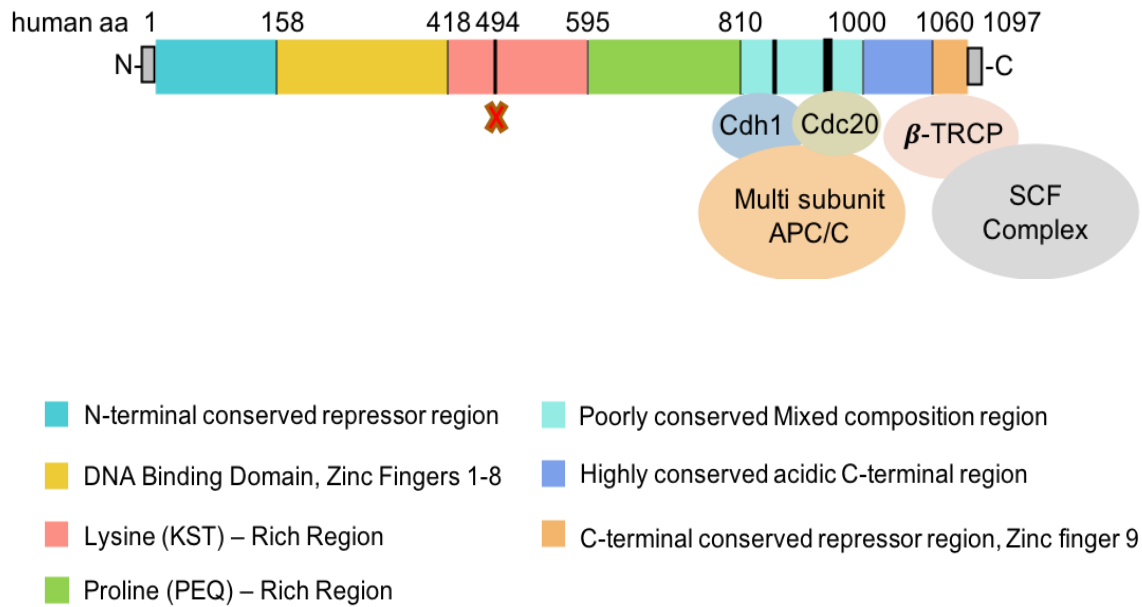 human aa 1 158 418 494 595 810 1000 1060 1097
N- -C
Cdh1 Cdc20 β-TRCP
Multi subunit
APC/C
SCF
Complex
N-terminal conserved repressor region
DNA Binding Domain, Zinc Fingers 1-8
Lysine (KST) – Rich Region
Proline (PEQ) – Rich Region
Poorly conserved Mixed composition region
Highly conserved acidic C-terminal region
C-terminal conserved repressor region, Zinc finger 9